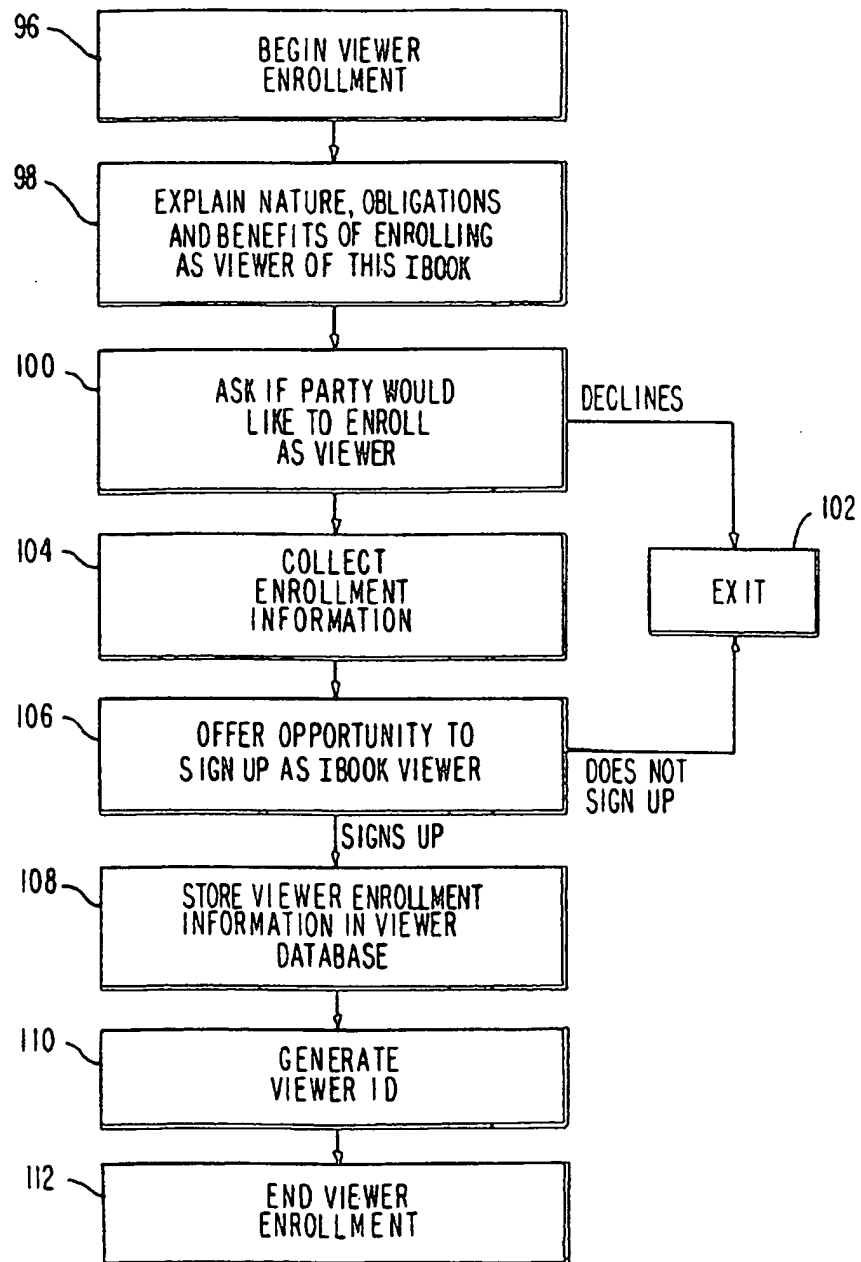 96
BEGIN VIEWER
ENROLLMENT
98
EXPLAIN NATURE, OBLIGATIONS
AND BENEFITS OF ENROLLING
AS VIEWER OF THIS IBOOK
100
ASK IF PARTY WOULD
LIKE TO ENROLL
AS VIEWER
DECLINES
102
EXIT
104
COLLECT
ENROLLMENT
INFORMATION
106
OFFER OPPORTUNITY TO
SIGN UP AS IBOOK VIEWER
DOES NOT
SIGN UP
SIGNS UP
108
STORE VIEWER ENROLLMENT
INFORMATION IN VIEWER
DATABASE
110
GENERATE
VIEWER ID
112
END VIEWER
ENROLLMENT